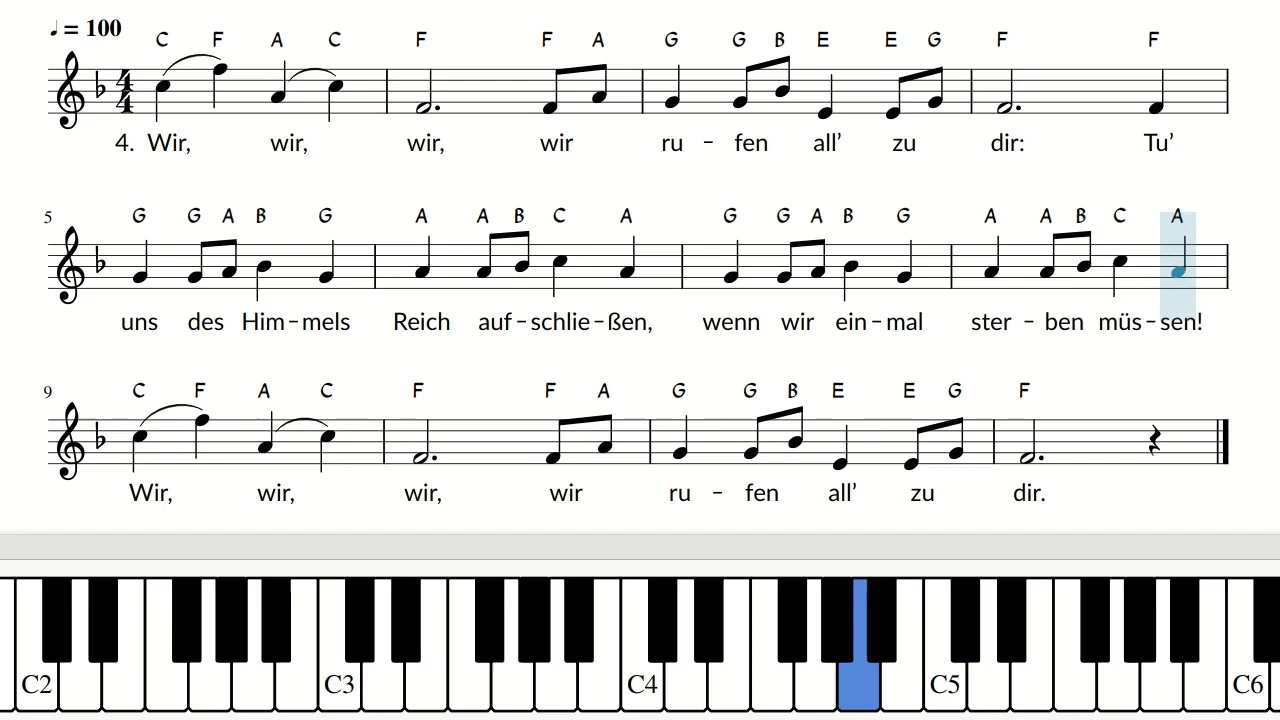 ♩ = 100
C F A C F F A G G B E E G F F
4. Wir, wir, wir, wir ru – fen all’ zu dir: Tu’
5
G G A B G A A B C A G G A B G A A B C A
uns des Him – mels Reich auf – schlie – ßen, wenn wir ein – mal ster – ben müs – sen!
9
C F A C F F A G G B E E G F
Wir, wir, wir, wir ru – fen all’ zu dir.
C2 C3 C4 C5 C6